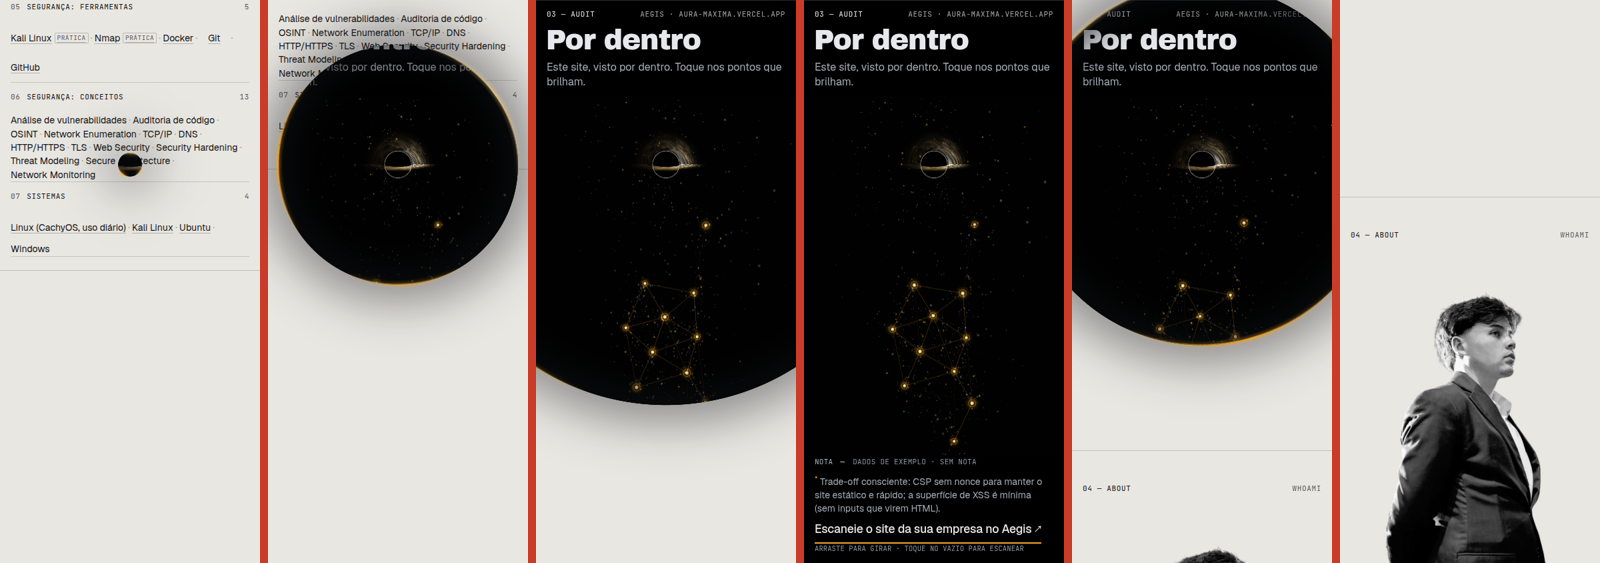 05 SEGURANÇA: FERRAMENTAS 5
Kali Linux PRÁTICA · Nmap PRÁTICA · Docker · Git ·
GitHub
06 SEGURANÇA: CONCEITOS 13
Análise de vulnerabilidades · Auditoria de código ·
OSINT · Network Enumeration · TCP/IP · DNS ·
HTTP/HTTPS · TLS · Web Security · Security Hardening ·
Threat Modeling · Secure tecture ·
Network Monitoring
07 SISTEMAS 4
Linux (CachyOS, uso diário) · Kali Linux · Ubuntu ·
Windows
Análise de vulnerabilidades · Auditoria de código ·
OSINT · Network Enumeration · TCP/IP · DNS ·
HTTP/HTTPS · TLS · Web Security · Security Hardening ·
Threat Modelin
visto por dentro. Toque nos po
Network
07 4
03 — AUDIT AEGIS · AURA-MAXIMA.VERCEL.APP
Por dentro
Este site, visto por dentro. Toque nos pontos que
brilham.
03 — AUDIT AEGIS · AURA-MAXIMA.VERCEL.APP
Por dentro
Este site, visto por dentro. Toque nos pontos que
brilham.
NOTA — DADOS DE EXEMPLO · SEM NOTA
* Trade-off consciente: CSP sem nonce para manter o
site estático e rápido; a superfície de XSS é mínima
(sem inputs que virem HTML).
Escaneie o site da sua empresa no Aegis ↗
ARRASTE PARA GIRAR · TOQUE NO VAZIO PARA ESCANEAR
AUDIT AEGIS · AURA-MAXIMA.VERCEL.
Por dentro
Este site, visto por dentro. Toque nos pontos que
brilham.
04 — ABOUT WHOAMI
04 — ABOUT WHOAMI